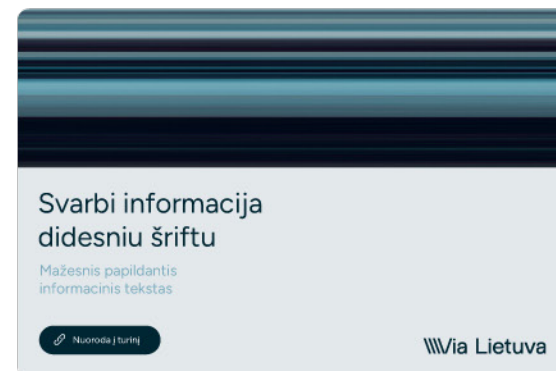 Svarbi informacija
didesniu šriftu
Mažesnis papildantis
informacinis tekstas
Nuoroda į turinį
Via Lietuva